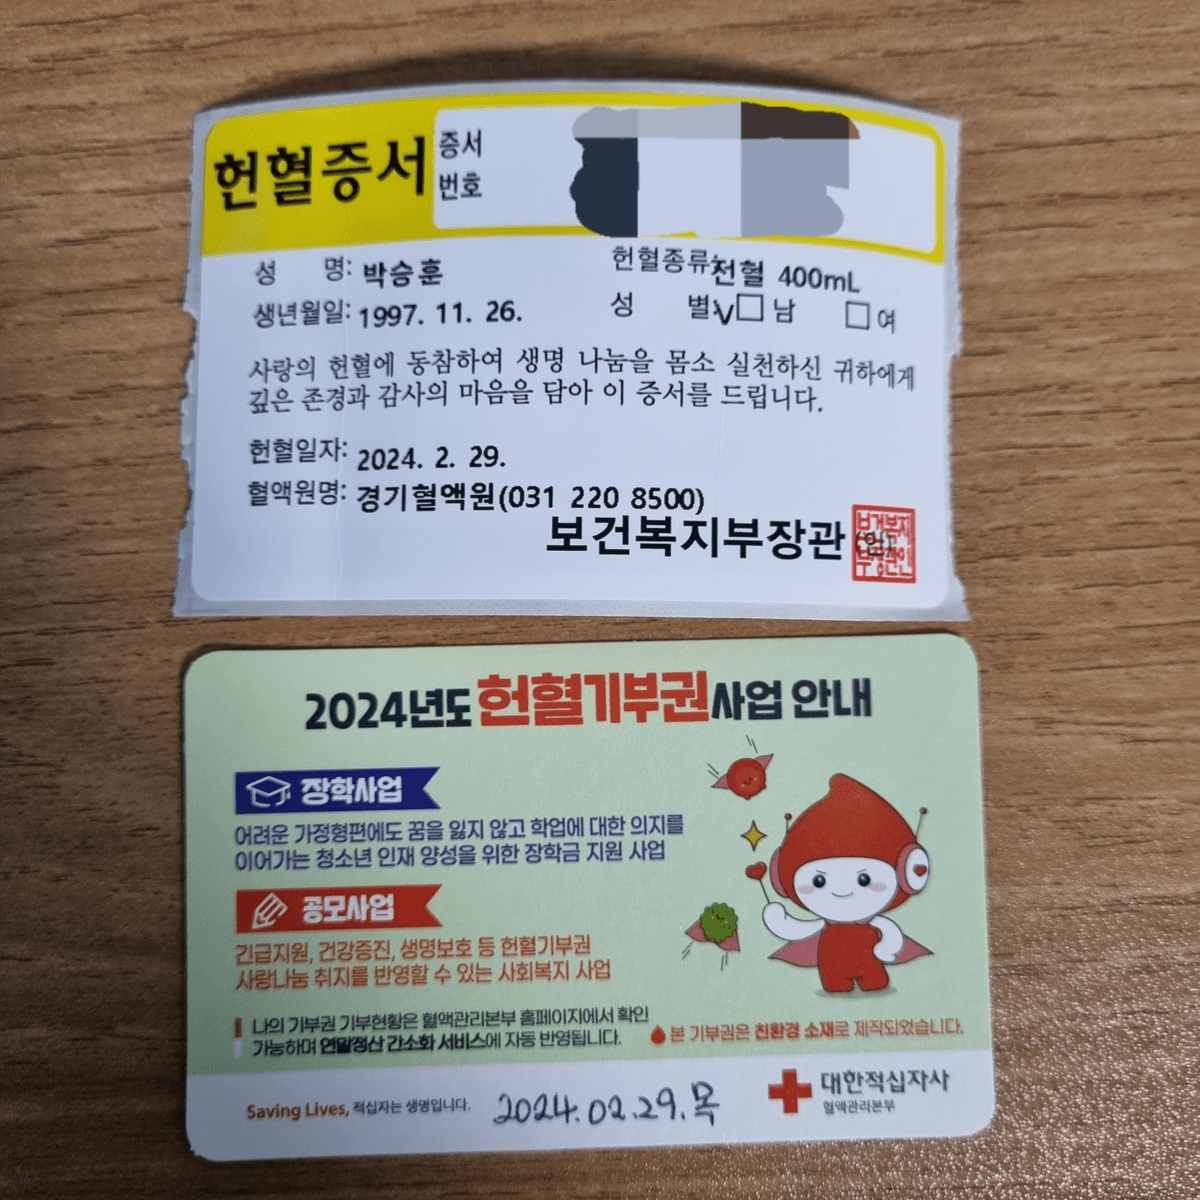 헌혈증서
증서
번호
성 명: 박승훈
헌혈종류: 전혈 400mL
생년월일: 1997. 11. 26.
성 별: V□ 남 □ 여
사랑의 헌혈에 동참하여 생명 나눔을 몸소 실천하신 귀하에게
깊은 존경과 감사의 마음을 담아 이 증서를 드립니다.
헌혈일자: 2024. 2. 29.
혈액원명: 경기혈액원(031 220 8500)
보건복지부장관 (인)
보건복지
부장관인
2024년도 헌혈기부권 사업 안내
장학사업
어려운 가정형편에도 꿈을 잃지 않고 학업에 대한 의지를
이어가는 청소년 인재 양성을 위한 장학금 지원 사업
공모사업
긴급지원, 건강증진, 생명보호 등 헌혈기부권
사랑나눔 취지를 반영할 수 있는 사회복지 사업
나의 기부권 기부현황은 혈액관리본부 홈페이지에서 확인
가능하며 연말정산 간소화 서비스에 자동 반영됩니다.
본 기부권은 친환경 소재로 제작되었습니다.
Saving Lives, 적십자는 생명입니다.
2024.02.29.목
대한적십자사
혈액관리본부